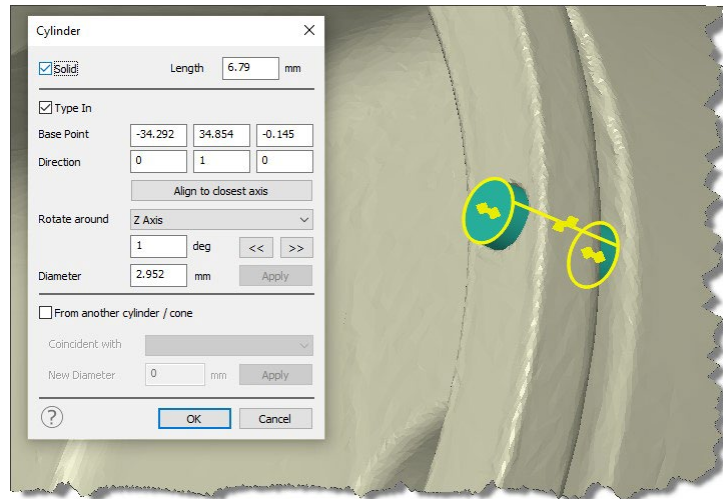 Cylinder
Solid Length 6.79 mm
Type In
Base Point -34.292 34.854 -0.145
Direction 0 1 0
Align to closest axis
Rotate around Z Axis
1 deg << >>
Diameter 2.952 mm Apply
From another cylinder / cone
Coincident with
New Diameter 0 mm Apply
? OK Cancel